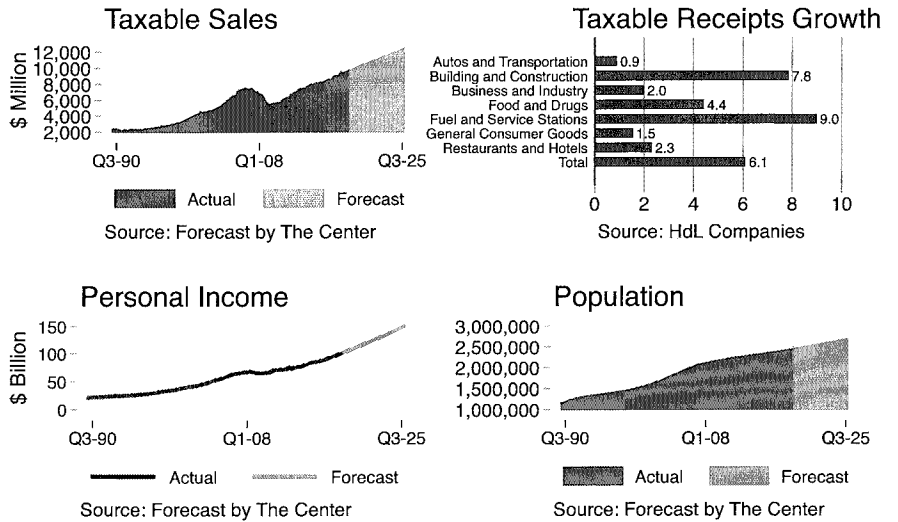 Taxable Sales
$ Million
12,000
10,000
8,000
6,000
4,000
2,000
Q3-90 Q1-08 Q3-25
Actual Forecast
Source: Forecast by The Center
Taxable Receipts Growth
Autos and Transportation 0.9
Building and Construction 7.8
Business and Industry 2.0
Food and Drugs 4.4
Fuel and Service Stations 9.0
General Consumer Goods 1.5
Restaurants and Hotels 2.3
Total 6.1
0 2 4 6 8 10
Source: HdL Companies
Personal Income
$ Billion
150
100
50
0
Q3-90 Q1-08 Q3-25
Actual Forecast
Source: Forecast by The Center
Population
3,000,000
2,500,000
2,000,000
1,500,000
1,000,000
Q3-90 Q1-08 Q3-25
Actual Forecast
Source: Forecast by The Center